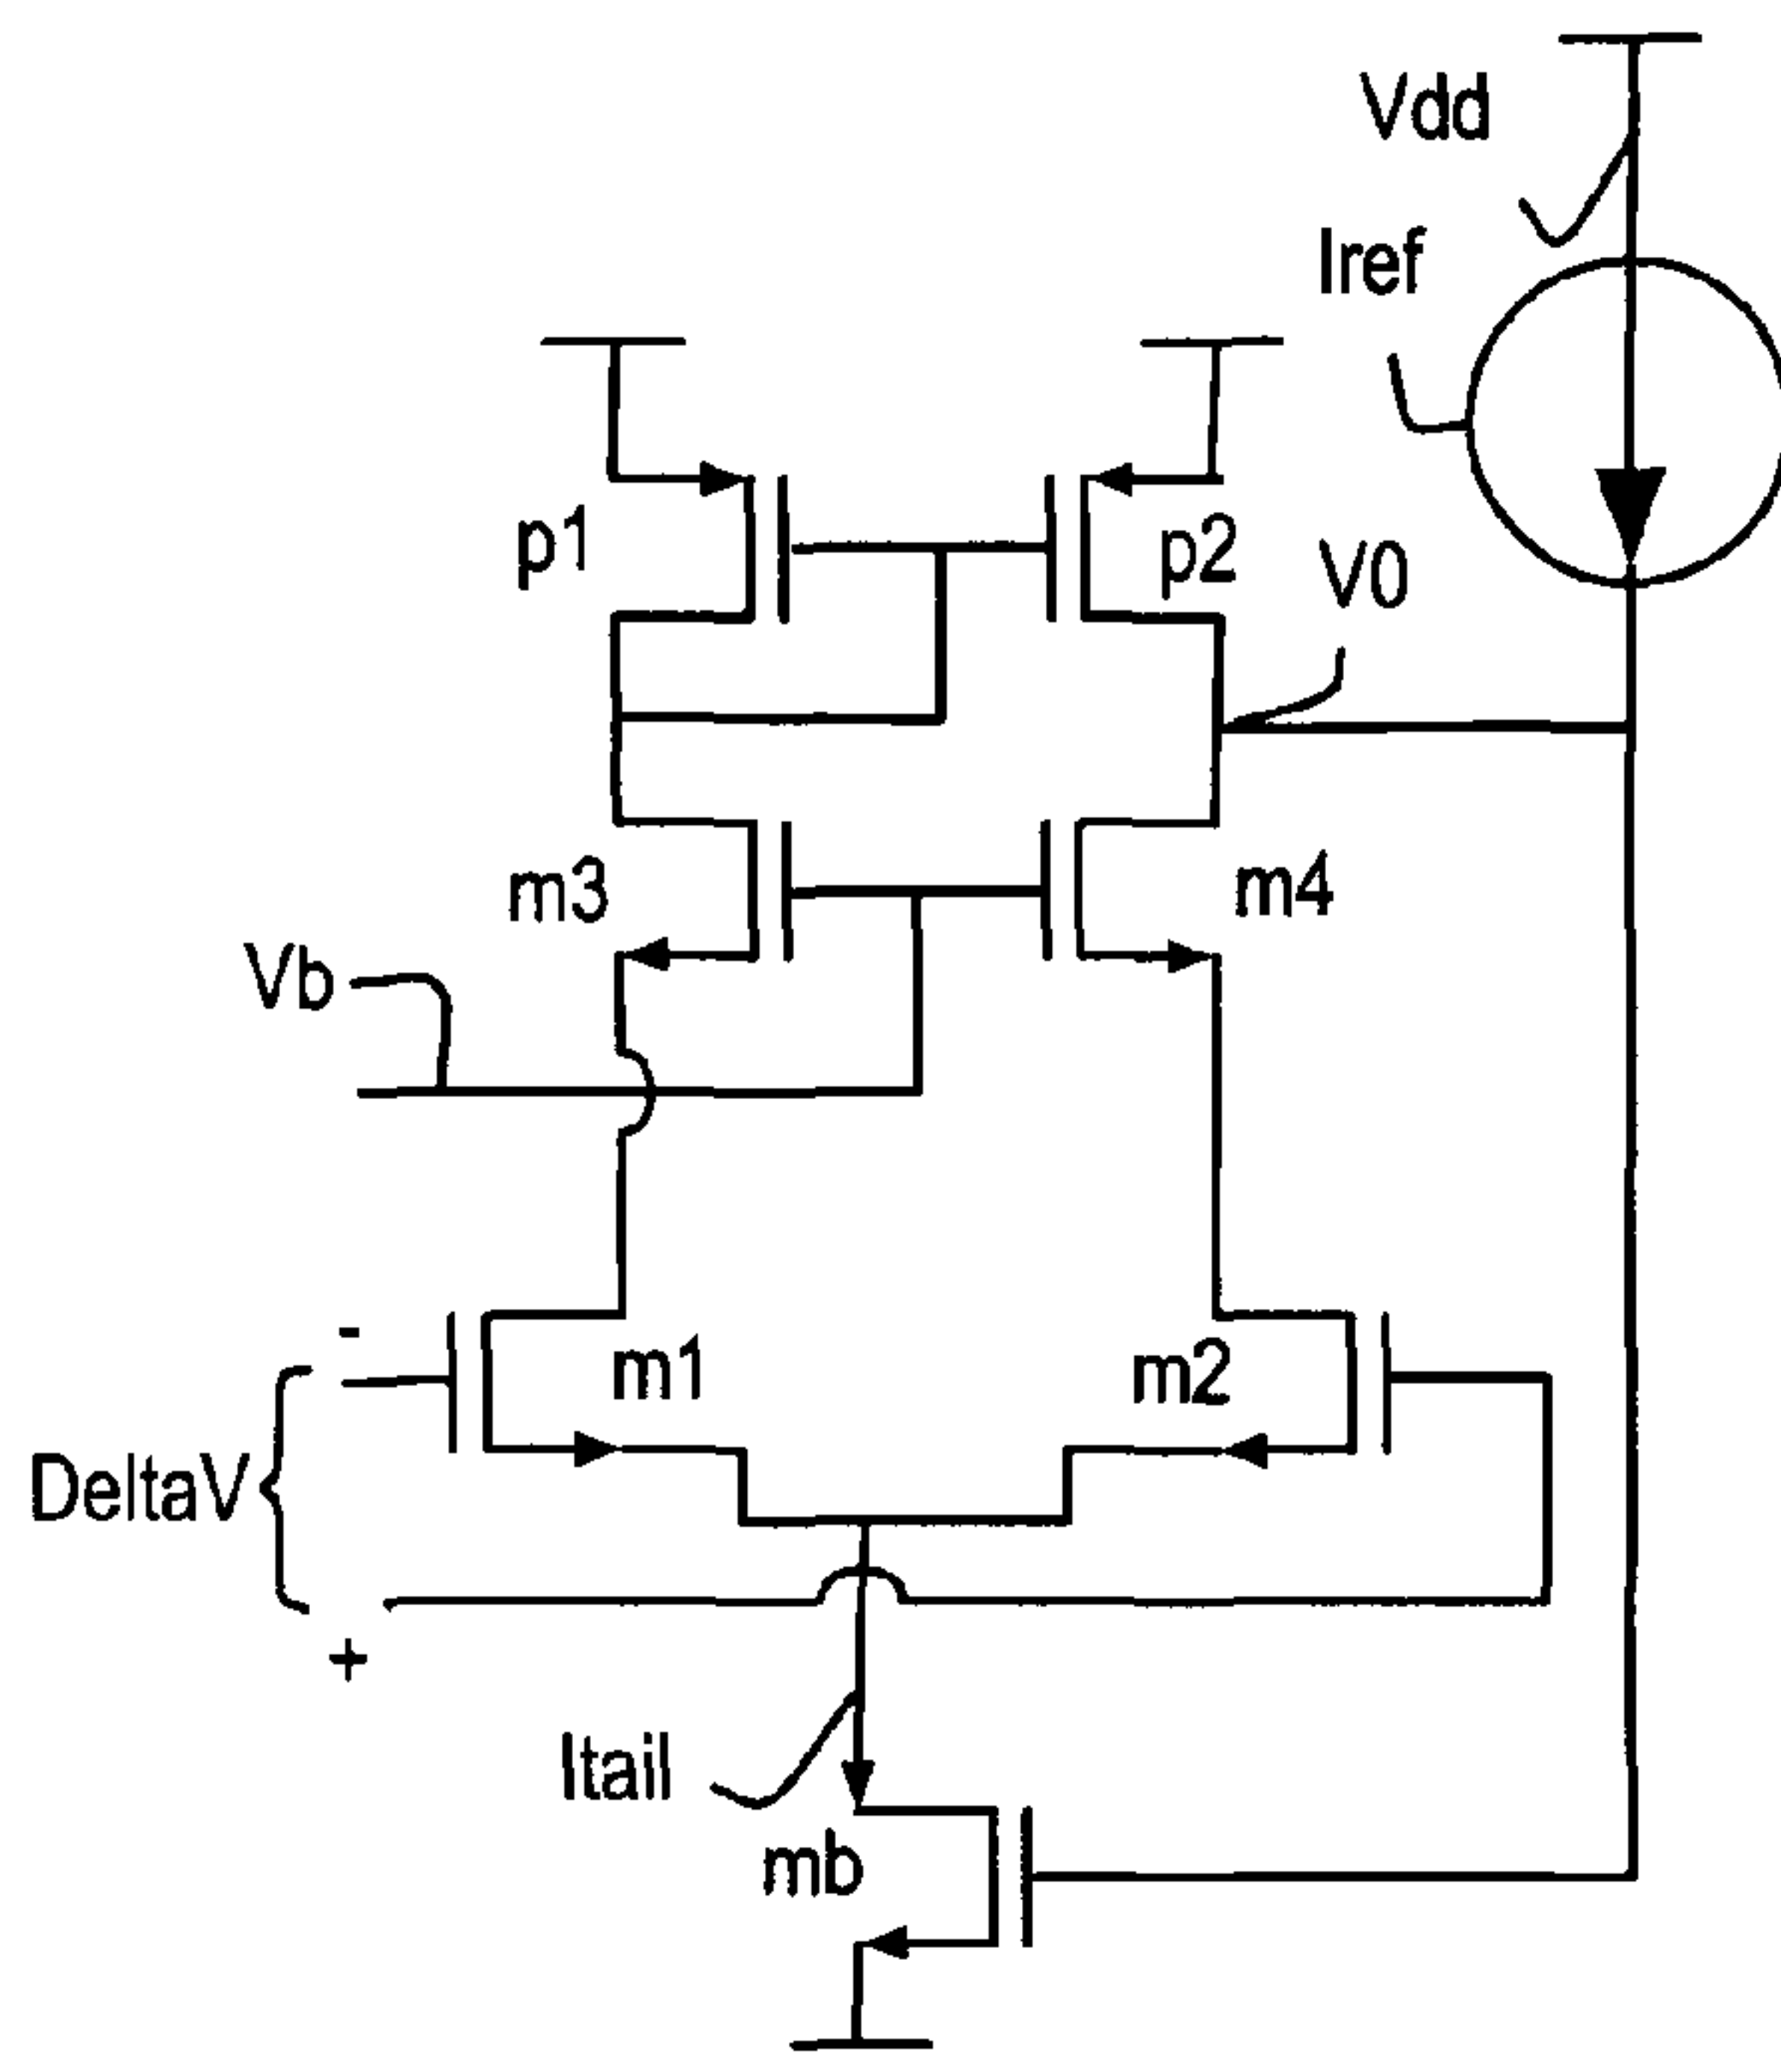 Vdd
Iref
p1
p2
V0
m3
m4
Vb
-
m1
m2
DeltaV
+
Itail
mb